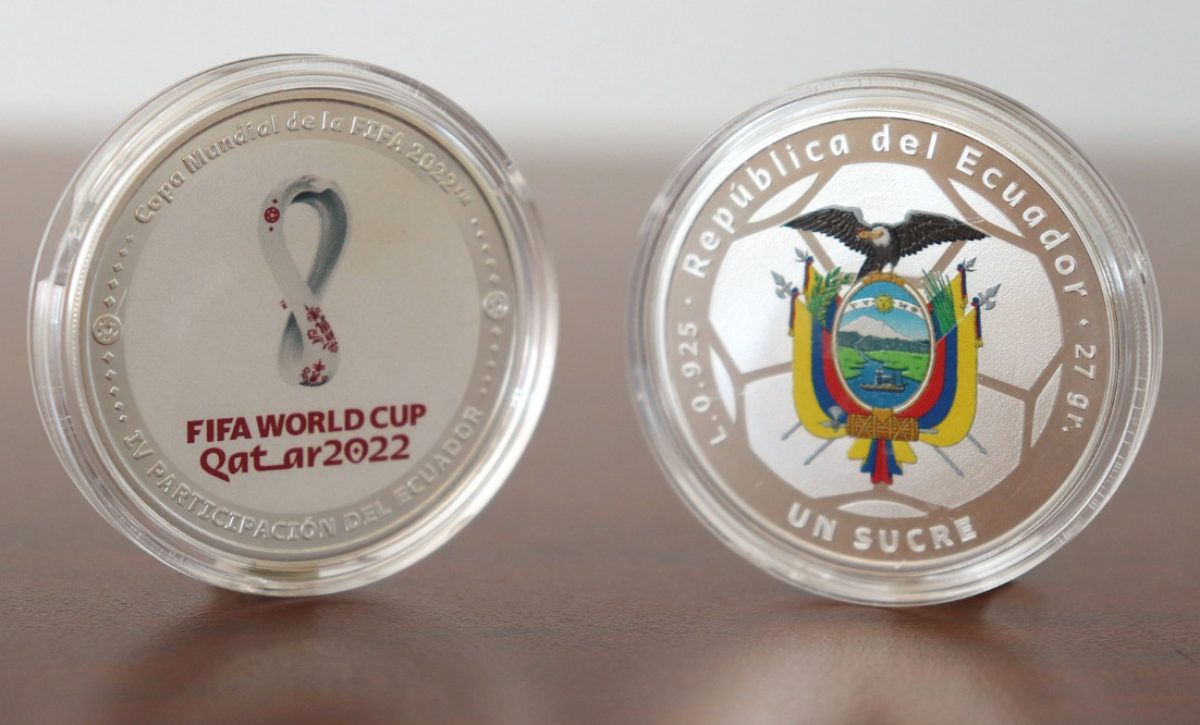 Copa Mundial de la FIFA 2022™
TM
FIFA WORLD CUP
Qatar2022
IV PARTICIPACIÓN DEL ECUADOR
L.0.925 · República del Ecuador · 27 gr.
UN SUCRE